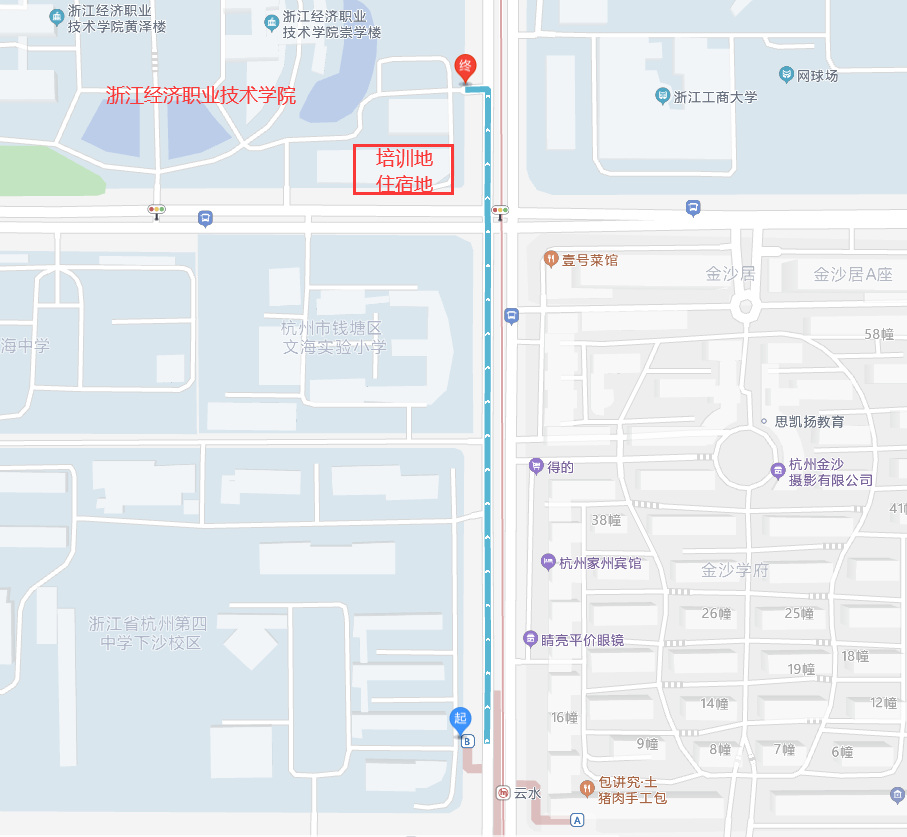 浙江经济职业
技术学院黄泽楼
浙江经济职业
技术学院崇学楼
终
网球场
浙江工商大学
浙江经济职业技术学院
培训地
住宿地
壹号菜馆
金沙居
金沙居A座
杭州市钱塘区
文海实验小学
海中学
58幢
思凯扬教育
得的
杭州金沙
摄影有限公司
38幢
41
杭州家州宾馆
金沙学府
浙江省杭州第四
中学下沙校区
26幢
25幢
睛亮平价眼镜
18幢
19幢
14幢
12幢
起
16幢
B
9幢
8幢
7幢
6幢
云水
包讲究·土
猪肉手工包
A